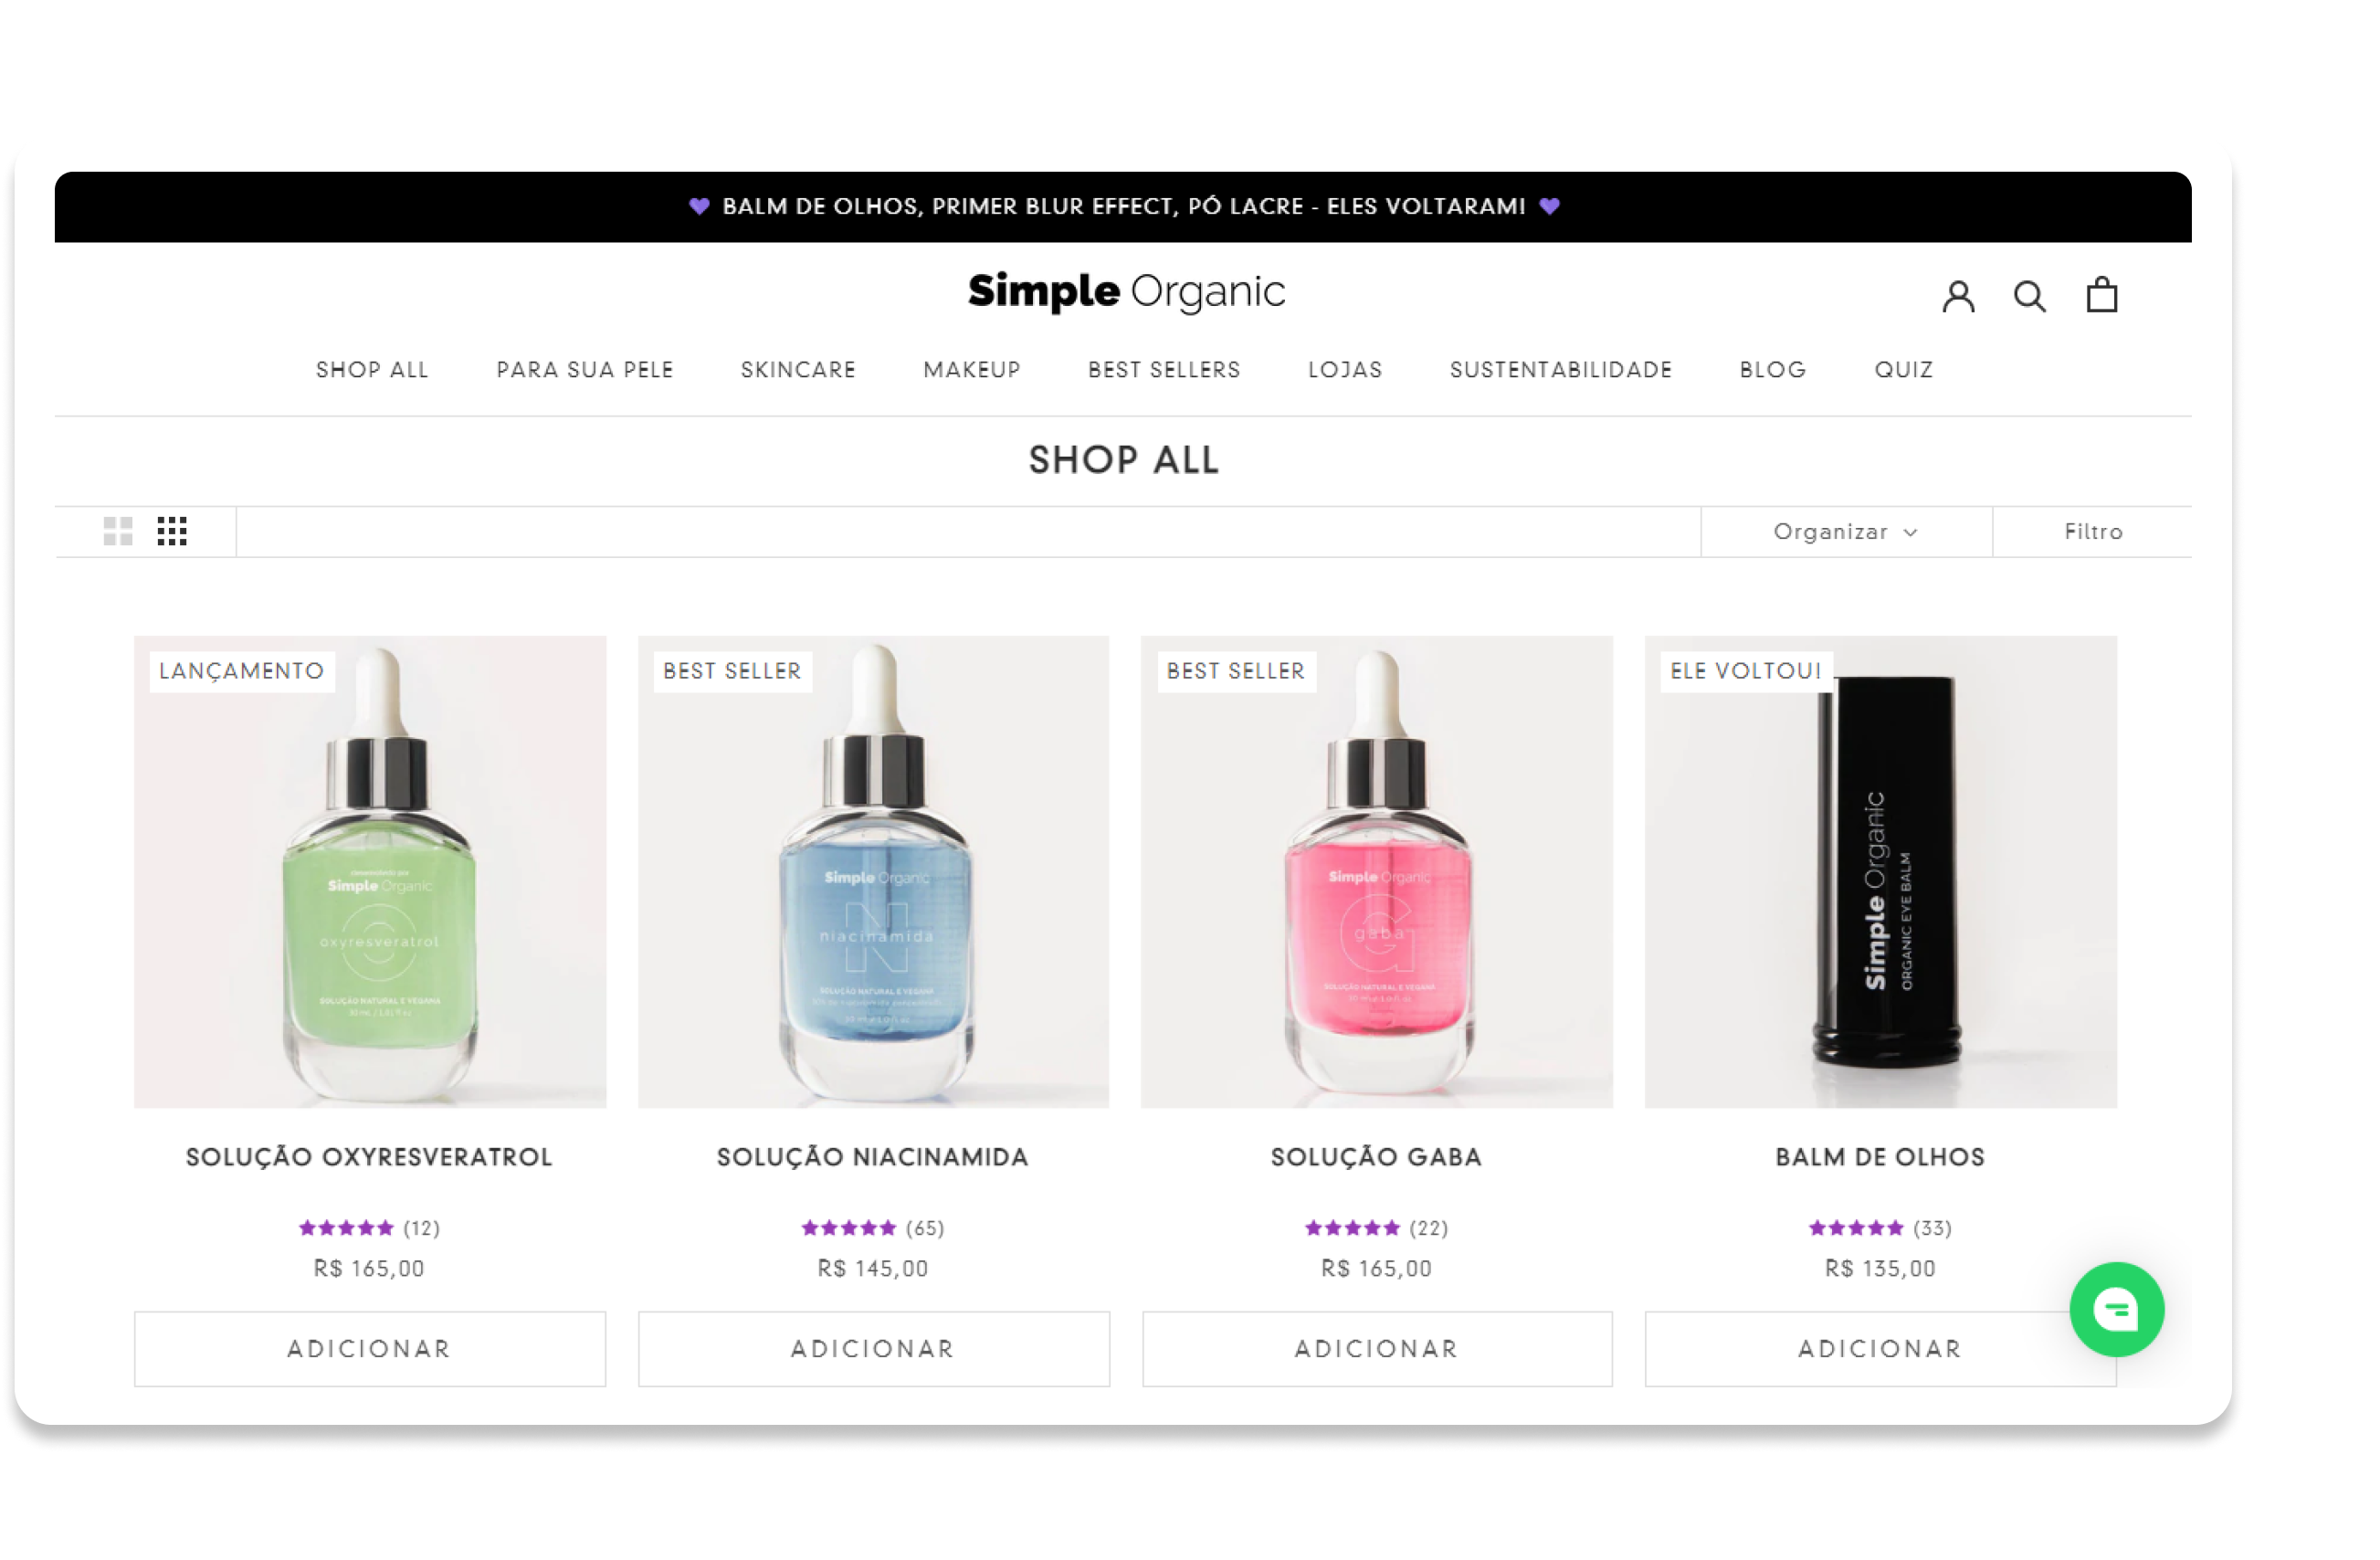 BALM DE OLHOS, PRIMER BLUR EFFECT, PÓ LACRE - ELES VOLTARAM!
Simple Organic
SHOP ALL PARA SUA PELE SKINCARE MAKEUP BEST SELLERS LOJAS SUSTENTABILIDADE BLOG QUIZ
SHOP ALL
Organizar Filtro
LANÇAMENTO
desenvolvido por
Simple Organic
oxyresveratrol
SOLUÇÃO NATURAL E VEGANA
BEST SELLER
Simple Organic
N
niacinamida
SOLUÇÃO NATURAL E VEGANA
BEST SELLER
Simple Organic
G
gaba
SOLUÇÃO NATURAL E VEGANA
ELE VOLTOU!
Simple Organic
ORGANIC EYE BALM
SOLUÇÃO OXYRESVERATROL SOLUÇÃO NIACINAMIDA SOLUÇÃO GABA BALM DE OLHOS
(12) (65) (22) (33)
R$ 165,00 R$ 145,00 R$ 165,00 R$ 135,00
ADICIONAR ADICIONAR ADICIONAR ADICIONAR